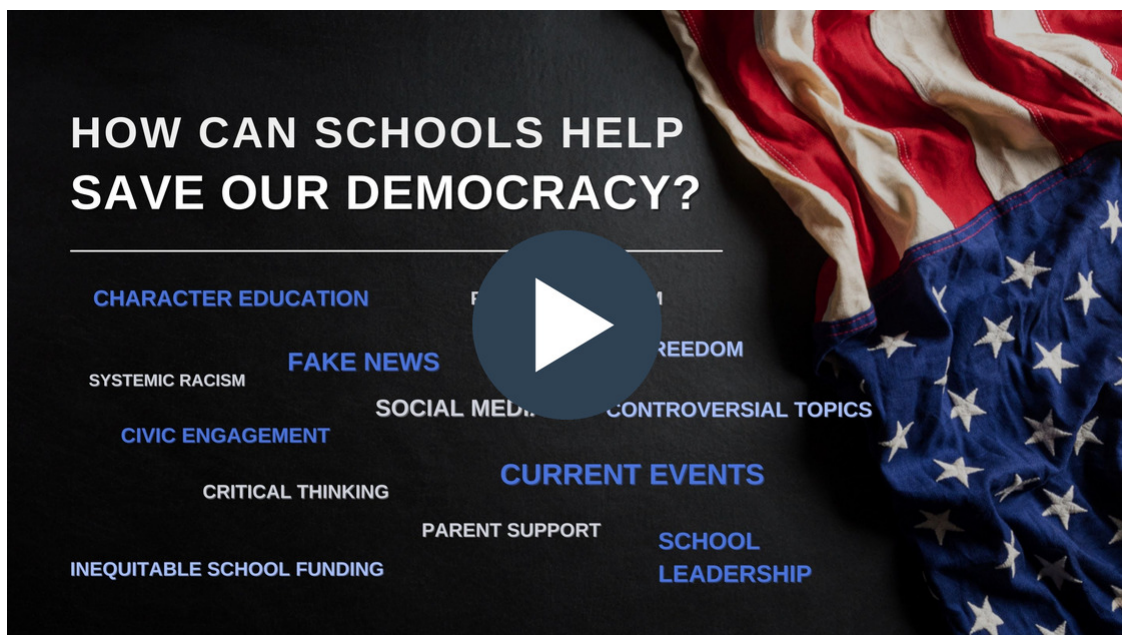 HOW CAN SCHOOLS HELP
SAVE OUR DEMOCRACY?
CHARACTER EDUCATION
FAKE NEWS
SYSTEMIC RACISM
SOCIAL
CONTROVERSIAL TOPICS
CIVIC ENGAGEMENT
CURRENT EVENTS
CRITICAL THINKING
PARENT SUPPORT
SCHOOL
LEADERSHIP
INEQUITABLE SCHOOL FUNDING